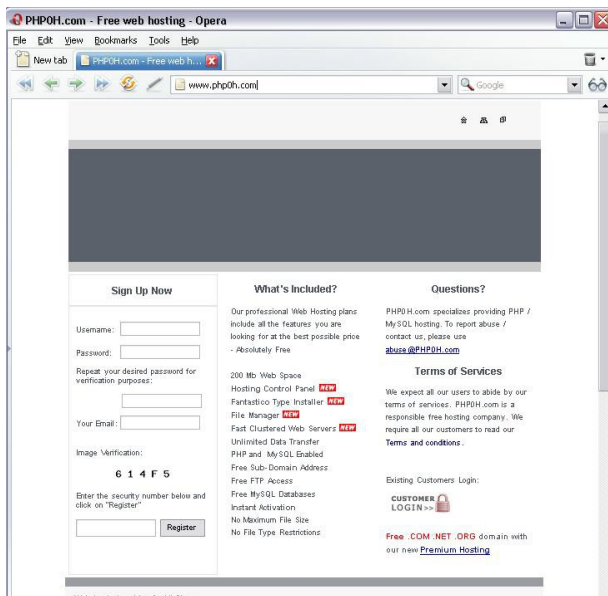 PHP0H.com - Free web hosting - Opera
File Edit View Bookmarks Tools Help
New tab PHP0H.com - Free web h...
www.php0h.com Google
Sign Up Now
Username:
Password:
Repeat your desired password for
verification purposes:
Your Email:
Image Verification:
6 1 4 F 5
Enter the security number below and
click on "Register"
Register
What's Included?
Our professional Web Hosting plans
include all the features you are
looking for at the best possible price
- Absolutely Free
200 Mb Web Space
Hosting Control Panel NEW
Fantastico Type Installer NEW
File Manager NEW
Fast Clustered Web Servers NEW
Unlimited Data Transfer
PHP and MySQL Enabled
Free Sub-Domain Address
Free FTP Access
Free MySQL Databases
Instant Activation
No Maximum File Size
No File Type Restrictions
Questions?
PHP0H.com specializes providing PHP /
MySQL hosting. To report abuse /
contact us, please use
abuse@PHP0H.com
Terms of Services
We expect all our users to abide by our
terms of services. PHP0H.com is a
responsible free hosting company. We
require all our customers to read our
Terms and conditions.
Existing Customers Login:
CUSTOMER
LOGIN>>
Free .COM .NET .ORG domain with
our new Premium Hosting